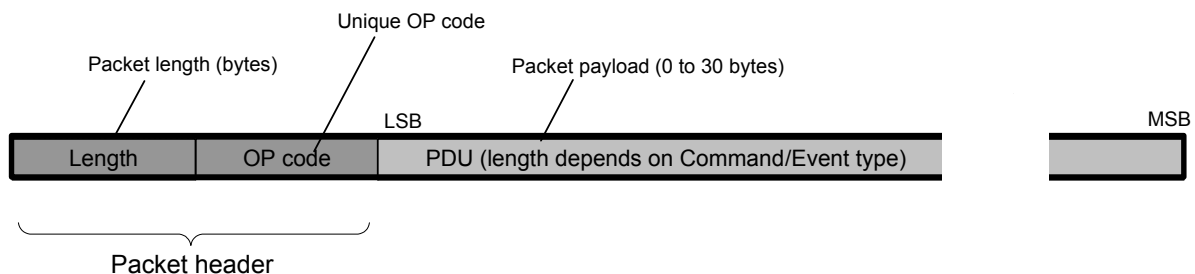 Unique OP code
Packet length (bytes)
Packet payload (0 to 30 bytes)
LSB
MSB
Length
OP code
PDU (length depends on Command/Event type)
Packet header